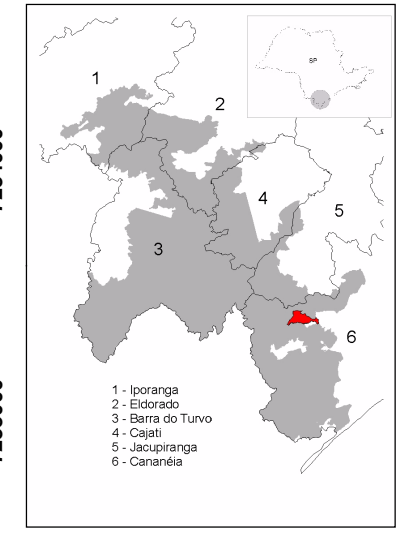 SP
1
2
4
5
3
6
1 - Iporanga
2 - Eldorado
3 - Barra do Turvo
4 - Cajati
5 - Jacupiranga
6 - Cananéia